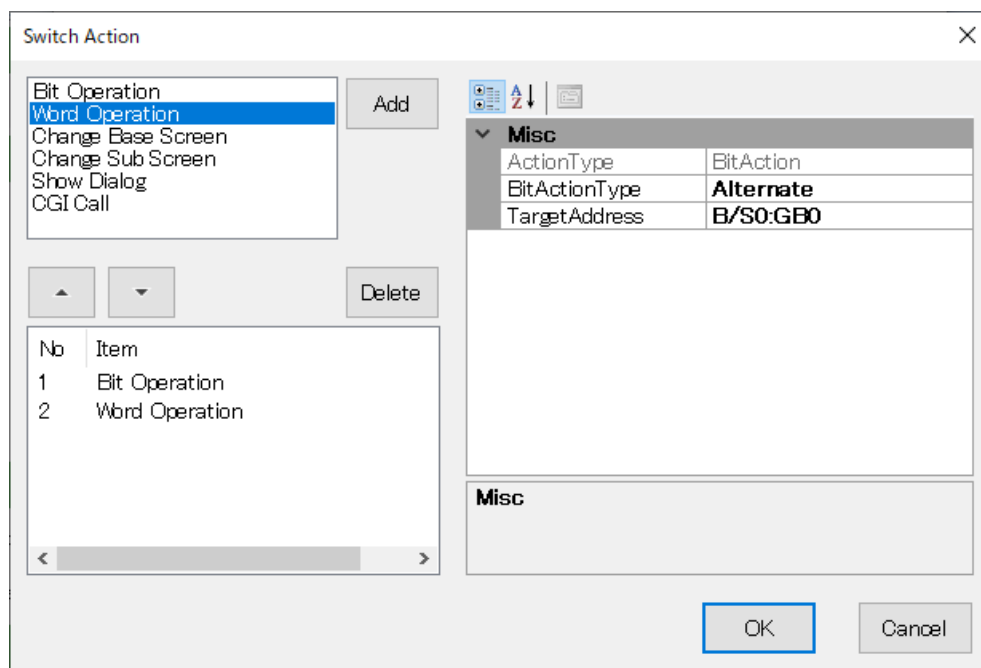 Switch Action
Bit Operation
Word Operation
Change Base Screen
Change Sub Screen
Show Dialog
CGI Call
Add
Delete
No Item
1 Bit Operation
2 Word Operation
Misc
ActionType BitAction
BitActionType Alternate
TargetAddress B/S0:GB0
Misc
OK Cancel